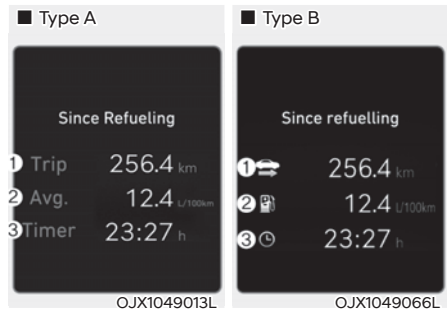 ■ Type A
Since Refueling
1 Trip 256.4 km
2 Avg. 12.4 L/100km
3 Timer 23:27 h
OJX1049013L
■ Type B
Since refuelling
1 256.4 km
2 12.4 L/100km
3 23:27 h
OJX1049066L